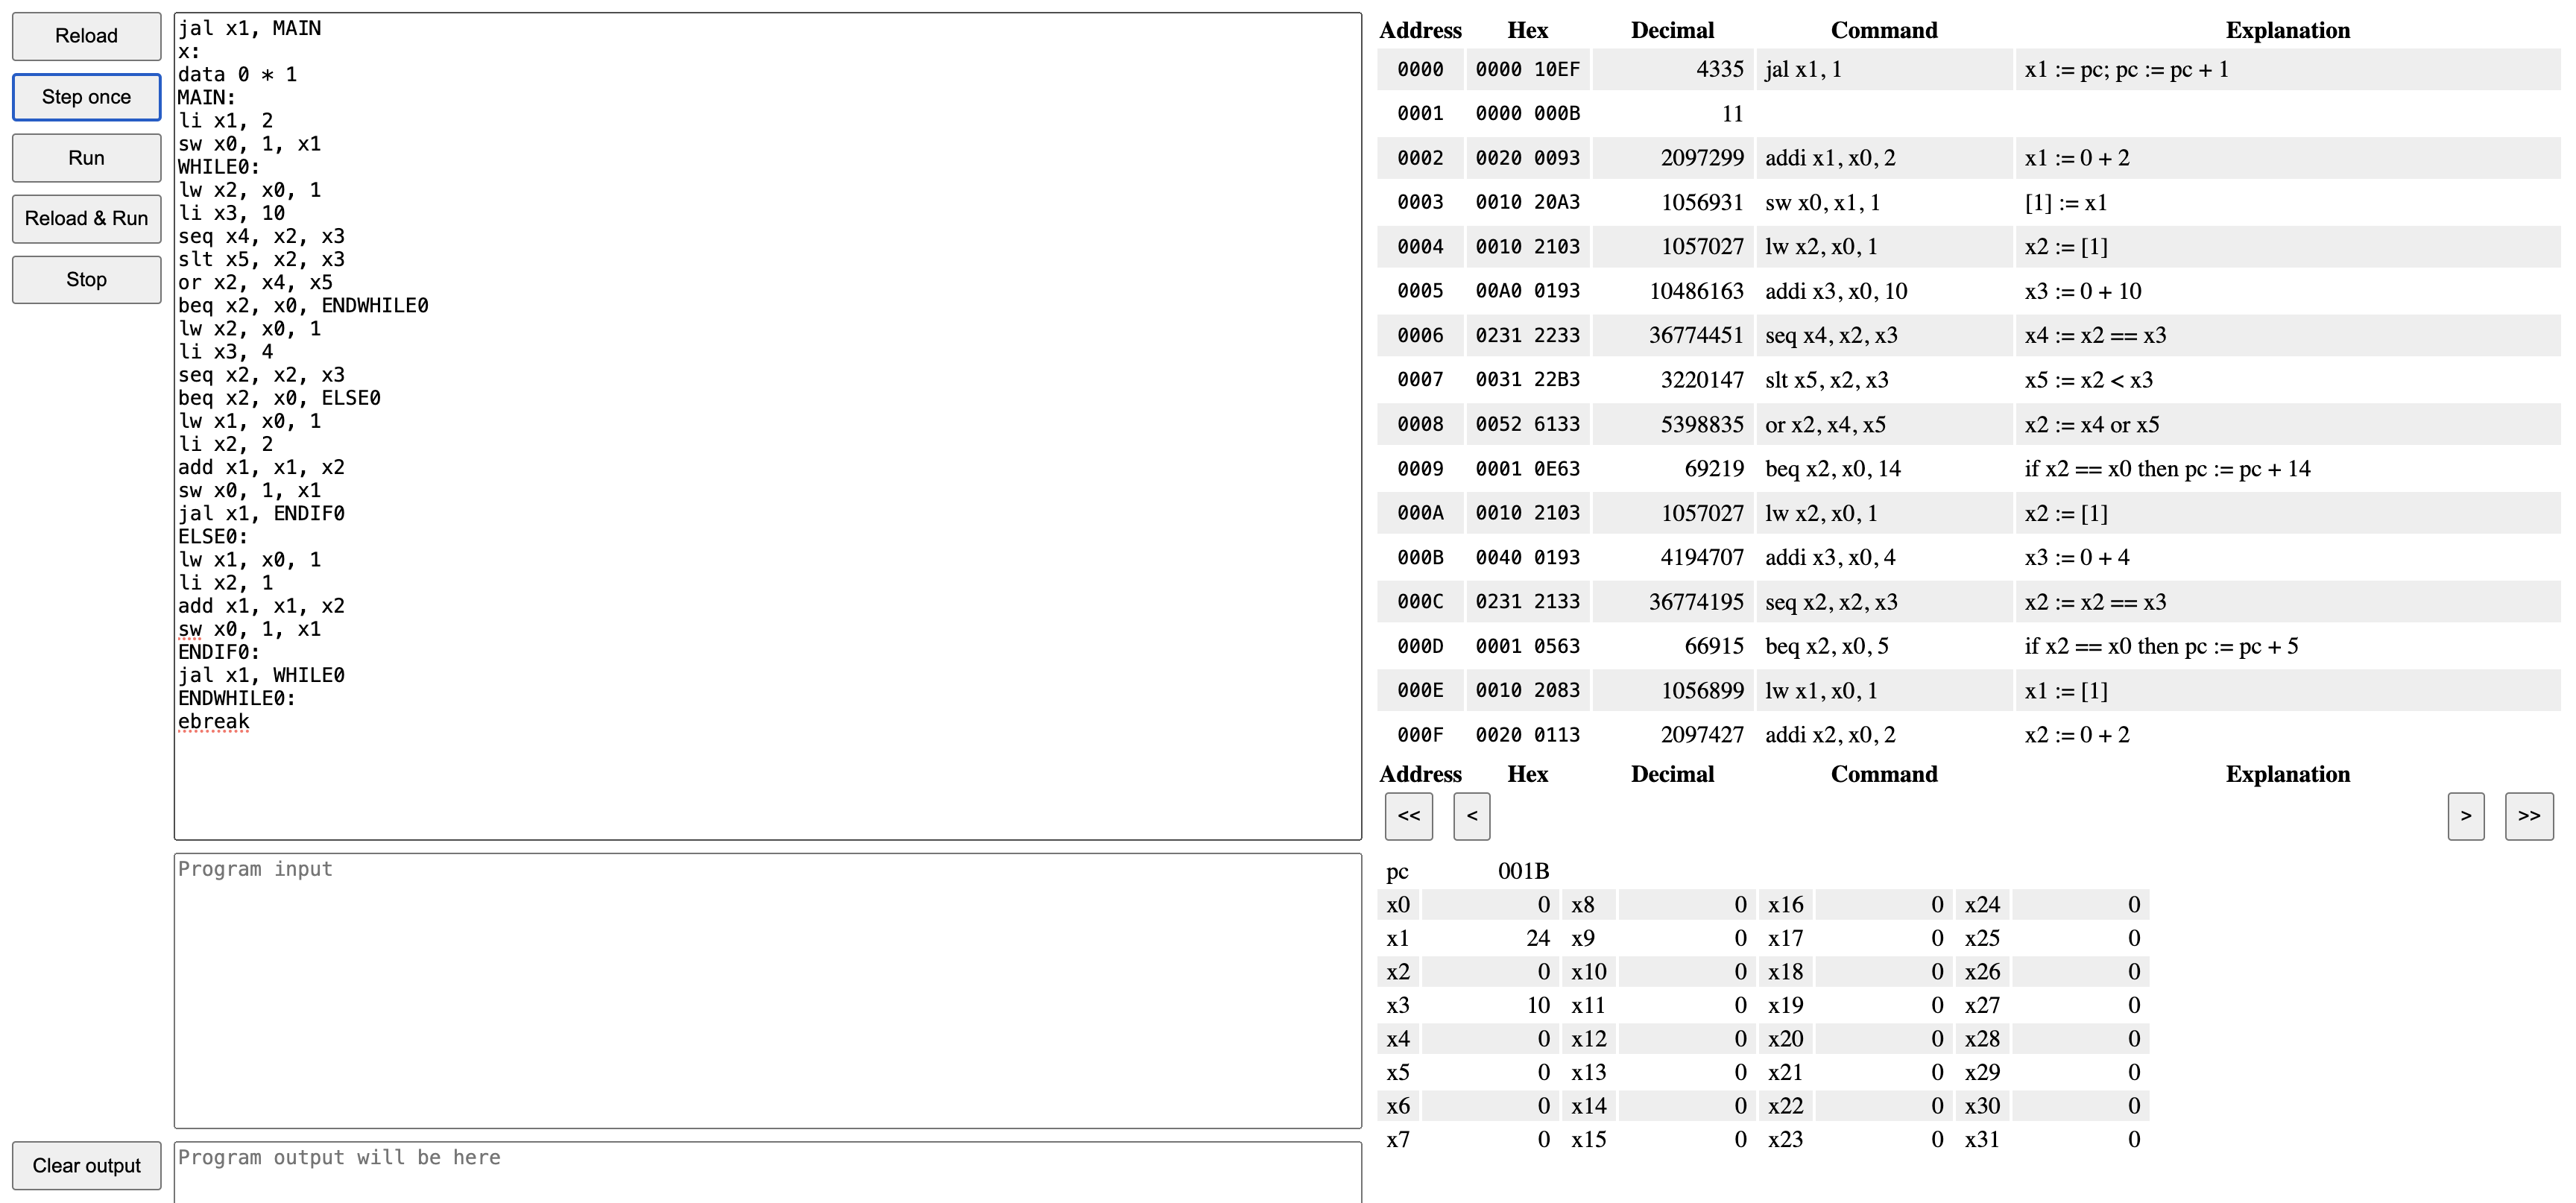 Reload
Step once
Run
Reload & Run
Stop
jal x1, MAIN
x:
data 0 * 1
MAIN:
li x1, 2
sw x0, 1, x1
WHILE0:
lw x2, x0, 1
li x3, 10
seq x4, x2, x3
slt x5, x2, x3
or x2, x4, x5
beq x2, x0, ENDWHILE0
lw x2, x0, 1
li x3, 4
seq x2, x2, x3
beq x2, x0, ELSE0
lw x1, x0, 1
li x2, 2
add x1, x1, x2
sw x0, 1, x1
jal x1, ENDIF0
ELSE0:
lw x1, x0, 1
li x2, 1
add x1, x1, x2
sw x0, 1, x1
ENDIF0:
jal x1, WHILE0
ENDWHILE0:
ebreak
Program input
Clear output
Program output will be here
Address Hex Decimal Command Explanation
0000 0000 10EF 4335 jal x1, 1 x1 := pc; pc := pc + 1
0001 0000 000B 11
0002 0020 0093 2097299 addi x1, x0, 2 x1 := 0 + 2
0003 0010 20A3 1056931 sw x0, x1, 1 [1] := x1
0004 0010 2103 1057027 lw x2, x0, 1 x2 := [1]
0005 00A0 0193 10486163 addi x3, x0, 10 x3 := 0 + 10
0006 0231 2233 36774451 seq x4, x2, x3 x4 := x2 == x3
0007 0031 22B3 3220147 slt x5, x2, x3 x5 := x2 < x3
0008 0052 6133 5398835 or x2, x4, x5 x2 := x4 or x5
0009 0001 0E63 69219 beq x2, x0, 14 if x2 == x0 then pc := pc + 14
000A 0010 2103 1057027 lw x2, x0, 1 x2 := [1]
000B 0040 0193 4194707 addi x3, x0, 4 x3 := 0 + 4
000C 0231 2133 36774195 seq x2, x2, x3 x2 := x2 == x3
000D 0001 0563 66915 beq x2, x0, 5 if x2 == x0 then pc := pc + 5
000E 0010 2083 1056899 lw x1, x0, 1 x1 := [1]
000F 0020 0113 2097427 addi x2, x0, 2 x2 := 0 + 2
Address Hex Decimal Command Explanation
<< < > >>
pc 001B
x0 0 x8 0 x16 0 x24 0
x1 24 x9 0 x17 0 x25 0
x2 0 x10 0 x18 0 x26 0
x3 10 x11 0 x19 0 x27 0
x4 0 x12 0 x20 0 x28 0
x5 0 x13 0 x21 0 x29 0
x6 0 x14 0 x22 0 x30 0
x7 0 x15 0 x23 0 x31 0